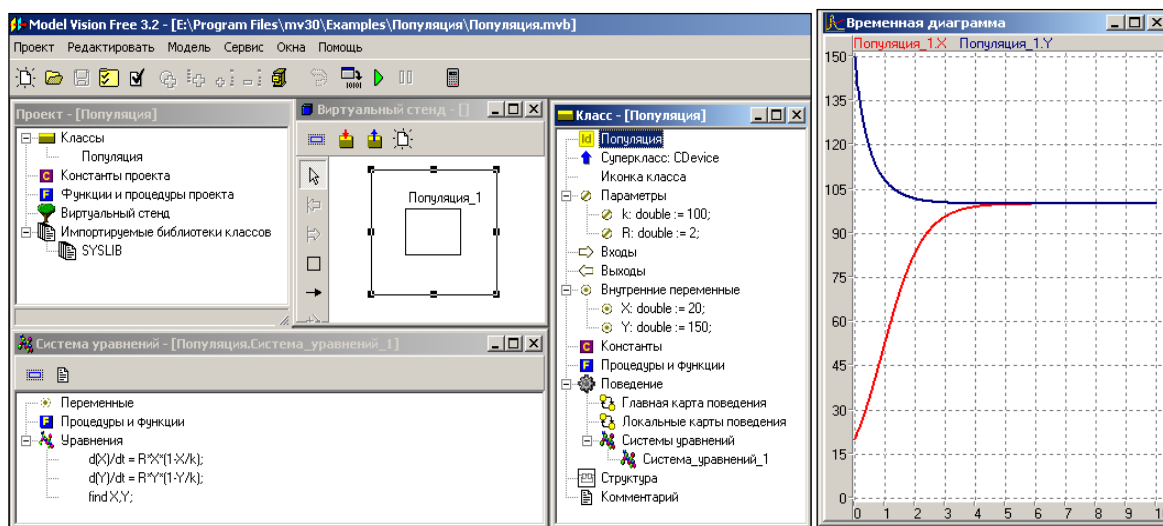 Model Vision Free 3.2 - [E:\Program Files\mv30\Examples\Популяция\Популяция.mvb]
Проект Редактировать Модель Сервис Окна Помощь
Проект - [Популяция]
Классы
Популяция
Константы проекта
Функции и процедуры проекта
Виртуальный стенд
Импортируемые библиотеки классов
SYSLIB
Виртуальный стенд - []
Популяция_1
Система уравнений - [Популяция.Система_уравнений_1]
Переменные
Процедуры и функции
Уравнения
d(X)/dt = R*X*(1-X/k);
d(Y)/dt = R*Y*(1-Y/k);
find X,Y;
Класс - [Популяция]
Популяция
Суперкласс: CDevice
Иконка класса
Параметры
k: double := 100;
R: double := 2;
Входы
Выходы
Внутренние переменные
X: double := 20;
Y: double := 150;
Константы
Процедуры и функции
Поведение
Главная карта поведения
Локальные карты поведения
Системы уравнений
Система_уравнений_1
Структура
Комментарий
Временная диаграмма
Популяция_1.X Популяция_1.Y
150
135
120
105
90
75
60
45
30
15
0
0 1 2 3 4 5 6 7 8 9